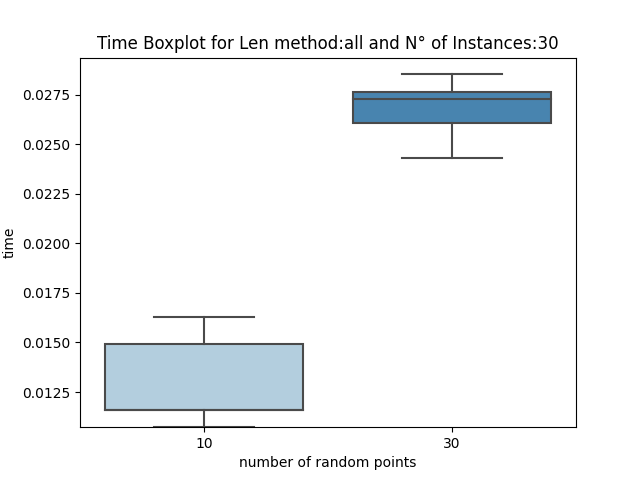 Time Boxplot for Len method:all and N° of Instances:30
0.0275
0.0250
0.0225
0.0200
0.0175
0.0150
0.0125
time
10 30
number of random points